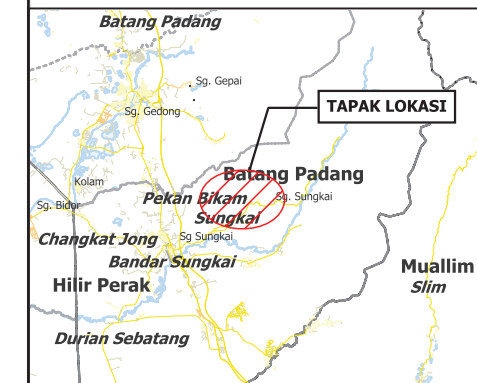 Batang Padang
Sg. Gepai
TAPAK LOKASI
Sg. Gedong
Batang Padang
Kolam
Pekan Bikam
Sg. Sungkai
Sg. Bidor
Sungkai
Changkat Jong
Sg Sungkai
Bandar Sungkai
Muallim
Hilir Perak
Slim
Durian Sebatang